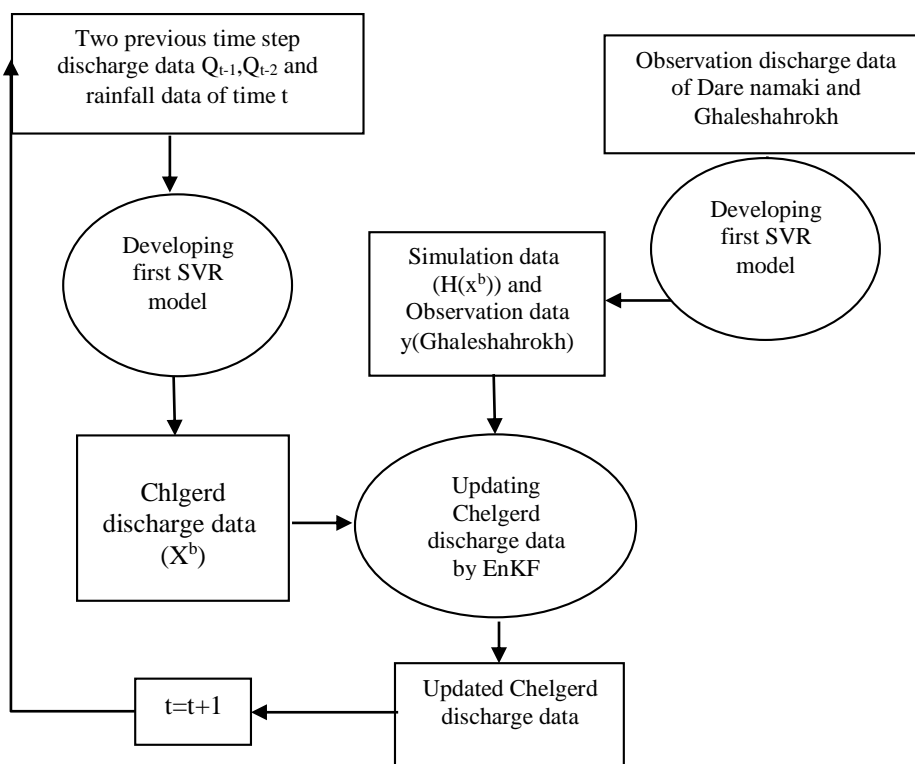 Two previous time step
discharge data Qt-1,Qt-2 and
rainfall data of time t
Observation discharge data
of Dare namaki and
Ghaleshahrokh
Developing
first SVR
model
Developing
first SVR
model
Simulation data
(H(xᵇ)) and
Observation data
y(Ghaleshahrokh)
Chlgerd
discharge data
(Xᵇ)
Updating
Chelgerd
discharge data
by EnKF
Updated Chelgerd
discharge data
t=t+1